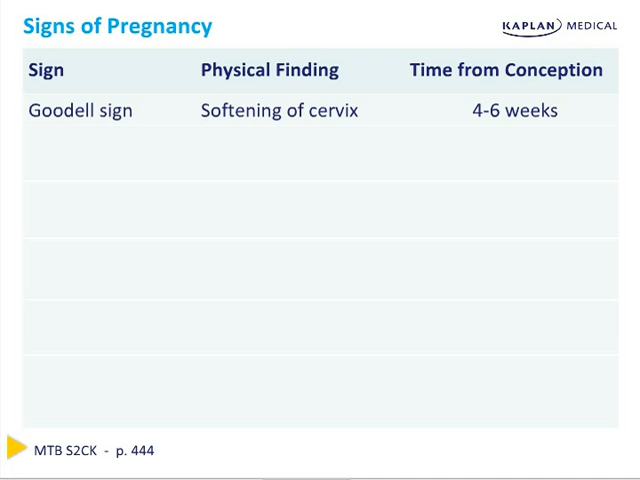 Signs of Pregnancy
KAPLAN MEDICAL
Sign Physical Finding Time from Conception
Goodell sign Softening of cervix 4-6 weeks
MTB S2CK - p. 444